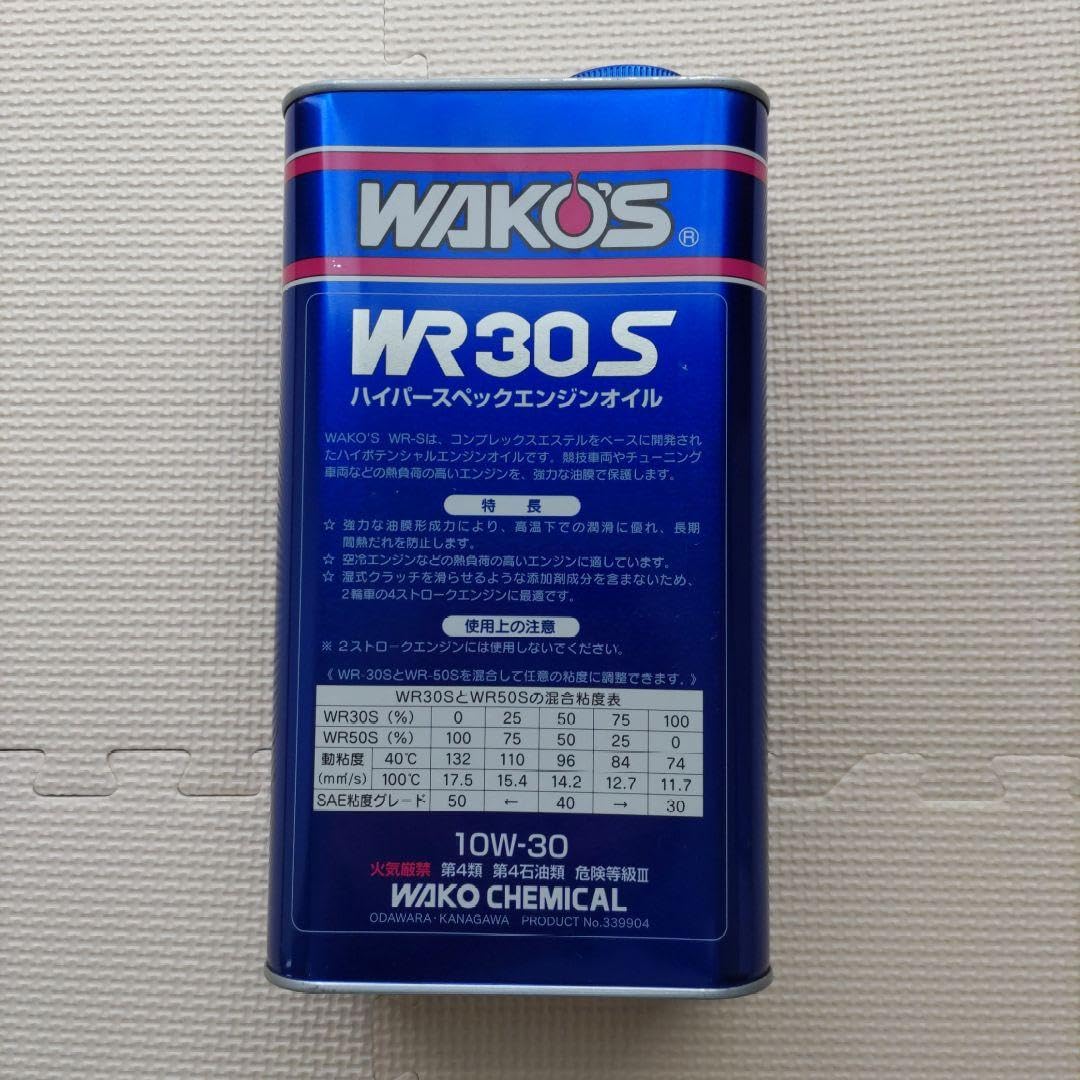 WAKO'S ®
WR30S
ハイパースペックエンジンオイル
WAKO'S WR-Sは、コンプレックスエステルをベースに開発され
たハイポテンシャルエンジンオイルです。競技車両やチューニング
車両などの熱負荷の高いエンジンを、強力な油膜で保護します。
特 長
☆ 強力な油膜形成力により、高温下での潤滑に優れ、長期
間熱だれを防止します。
☆ 空冷エンジンなどの熱負荷の高いエンジンに適しています。
☆ 湿式クラッチを滑らせるような添加剤成分を含まないため、
2輪車の4ストロークエンジンに最適です。
使用上の注意
※ 2ストロークエンジンには使用しないでください。
《 WR-30SとWR-50Sを混合して任意の粘度に調整できます。》
WR30SとWR50Sの混合粘度表
WR30S (%) 0 25 50 75 100
WR50S (%) 100 75 50 25 0
動粘度 40℃ 132 110 96 84 74
(mm²/s) 100℃ 17.5 15.4 14.2 12.7 11.7
SAE粘度グレード 50 ← 40 → 30
10W-30
火気厳禁 第4類 第4石油類 危険等級Ⅲ
WAKO CHEMICAL
ODAWARA・KANAGAWA PRODUCT No.339904